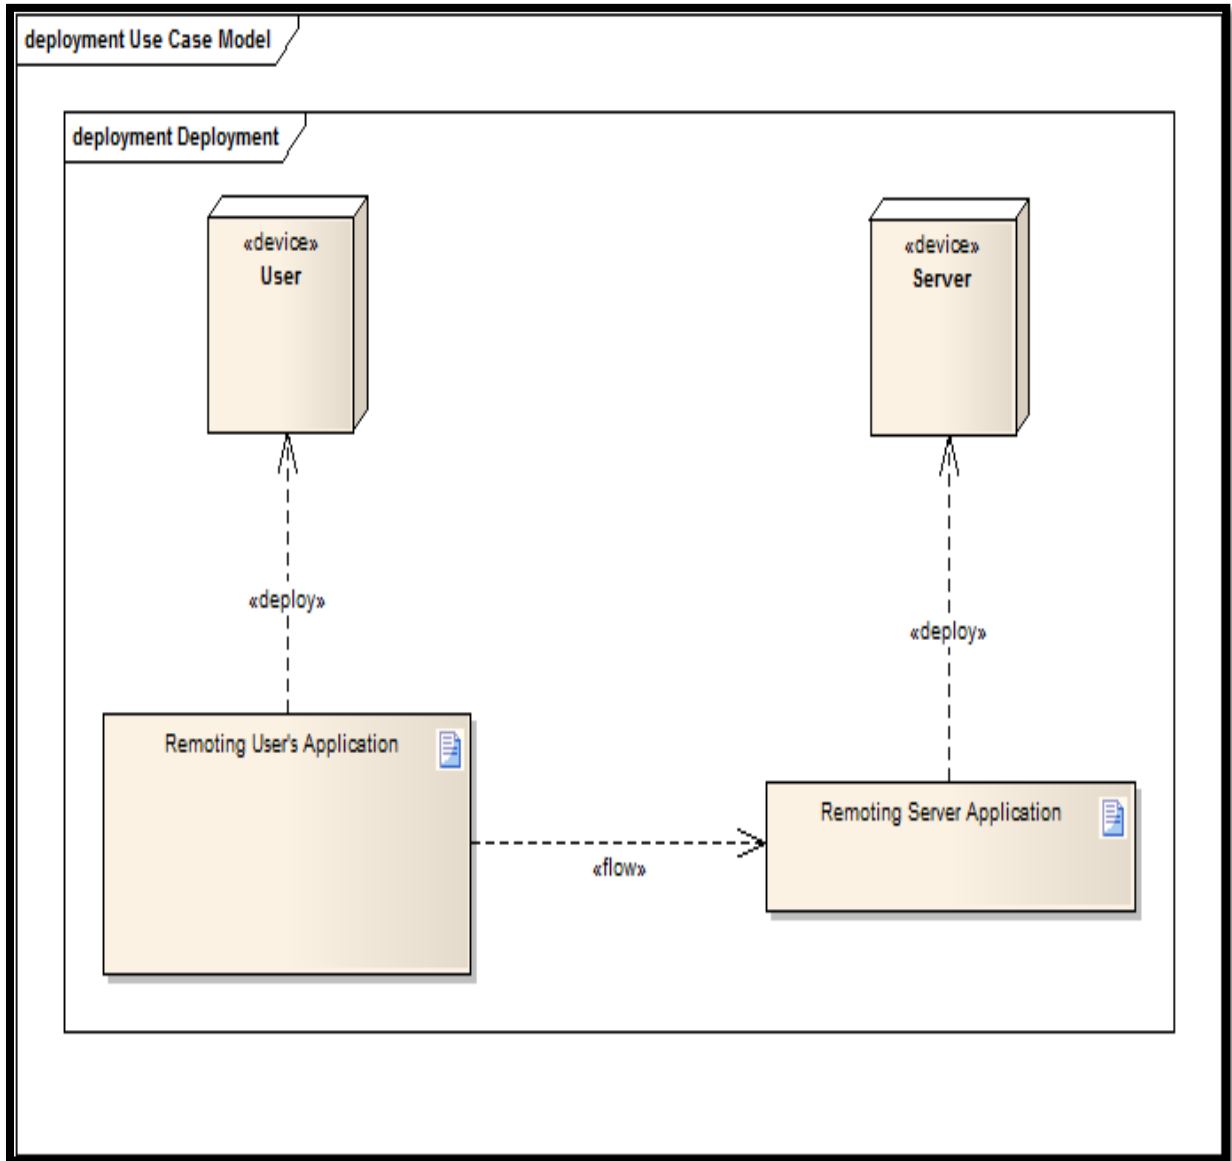 deployment Use Case Model
deployment Deployment
«device»
User
«device»
Server
«deploy»
«deploy»
Remoting User's Application
Remoting Server Application
«flow»